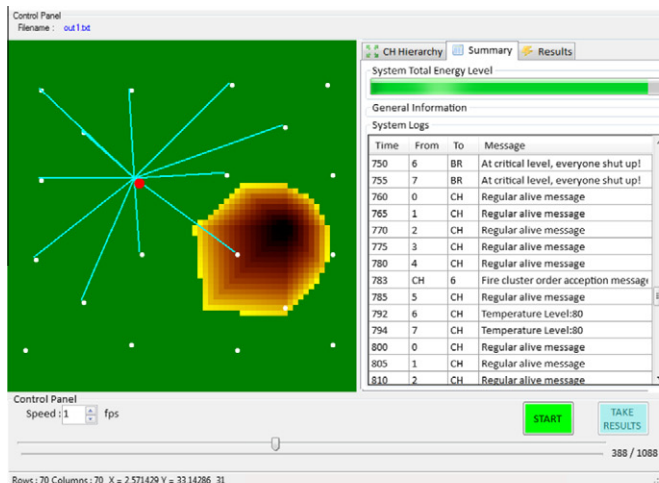 Control Panel
Filename : out1.txt
CH Hierarchy Summary Results
System Total Energy Level
General Information
System Logs
Time From To Message
750 6 BR At critical level, everyone shut up!
755 7 BR At critical level, everyone shut up!
760 0 CH Regular alive message
765 1 CH Regular alive message
770 2 CH Regular alive message
775 3 CH Regular alive message
780 4 CH Regular alive message
783 CH 6 Fire cluster order acception message
785 5 CH Regular alive message
792 6 CH Temperature Level:80
794 7 CH Temperature Level:80
800 0 CH Regular alive message
805 1 CH Regular alive message
810 2 CH Regular alive message
Control Panel
Speed : 1 fps
START
TAKE RESULTS
388 / 1088
Rows : 70 Columns : 70 X = 2.571429 Y = 33.14286 31